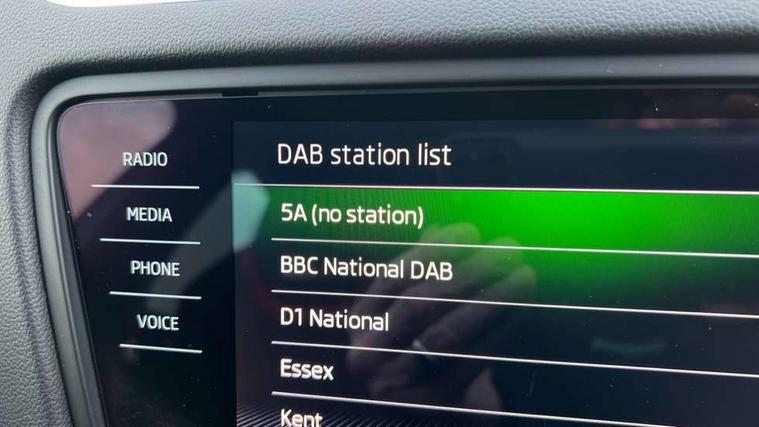 RADIO
MEDIA
PHONE
VOICE
DAB station list
5A (no station)
BBC National DAB
D1 National
Essex
Kent